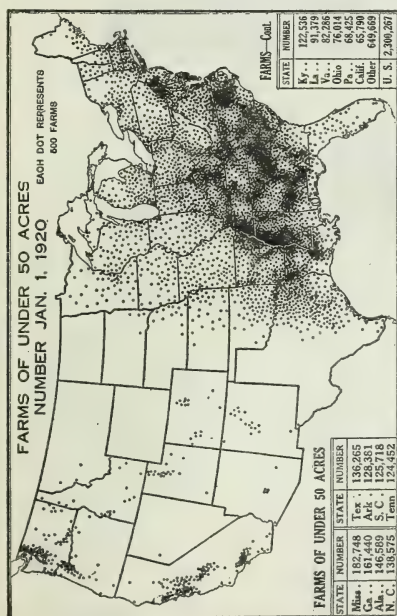 FARMS OF UNDER 50 ACRES
NUMBER JAN. 1, 1920
EACH DOT REPRESENTS
500 FARMS
FARMS OF UNDER 50 ACRES
STATE NUMBER STATE NUMBER
Miss 182,748 Tex. 136,265
Ga.. 161,440 Ark. 128,381
Ala.. 146,589 S. C. 125,718
N. C. 138,575 Tenn 124,452
FARMS—Cont.
STATE NUMBER
Ky.. 122,536
La.. 91,379
Va.. 82,286
Ohio 76,014
Pa.. 68,425
Calif. 65,790
Other 649,669
U. S. 2,300,267